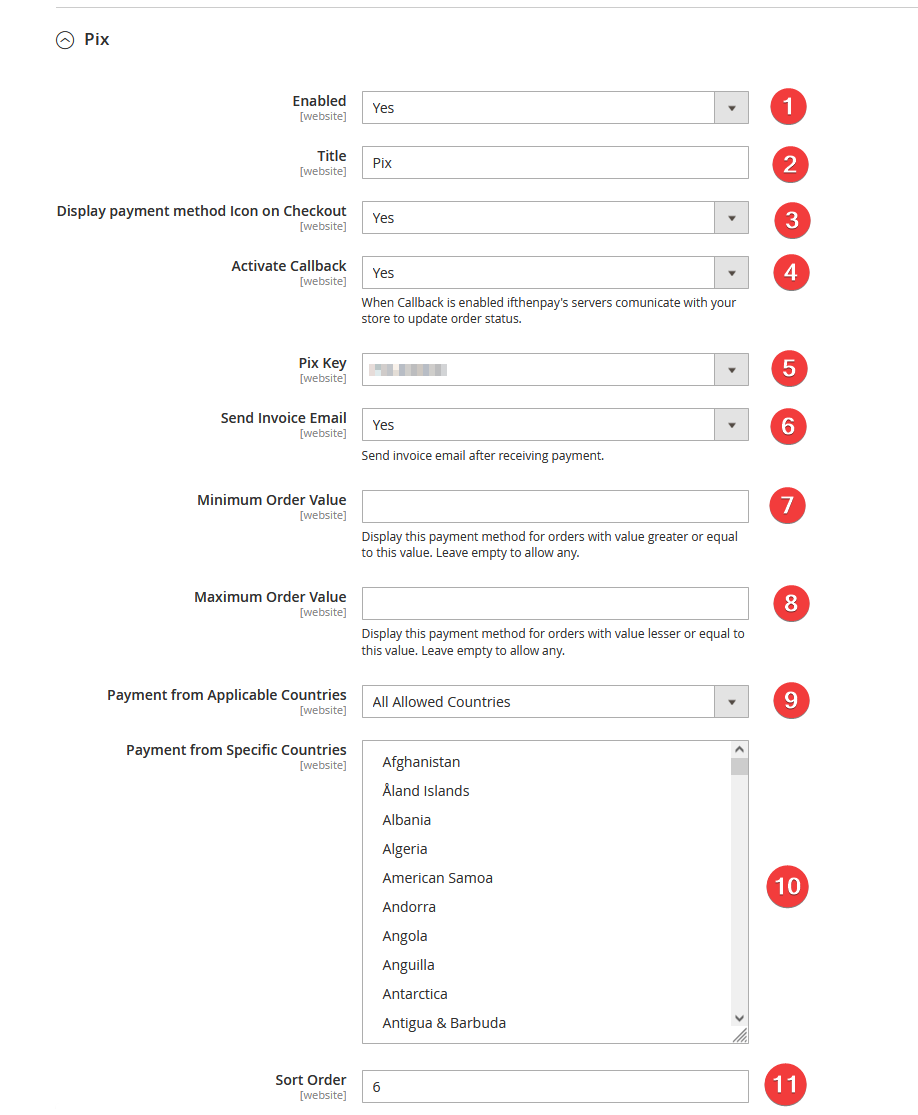 Pix
Enabled
[website]
Yes
1
Title
[website]
Pix
2
Display payment method Icon on Checkout
[website]
Yes
3
Activate Callback
[website]
Yes
4
When Callback is enabled ifthenpay's servers comunicate with your
store to update order status.
Pix Key
[website]
5
Send Invoice Email
[website]
Yes
6
Send invoice email after receiving payment.
Minimum Order Value
[website]
7
Display this payment method for orders with value greater or equal
to this value. Leave empty to allow any.
Maximum Order Value
[website]
8
Display this payment method for orders with value lesser or equal to
this value. Leave empty to allow any.
Payment from Applicable Countries
[website]
All Allowed Countries
9
Payment from Specific Countries
[website]
Afghanistan
Åland Islands
Albania
Algeria
American Samoa
Andorra
Angola
Anguilla
Antarctica
Antigua & Barbuda
10
Sort Order
[website]
6
11